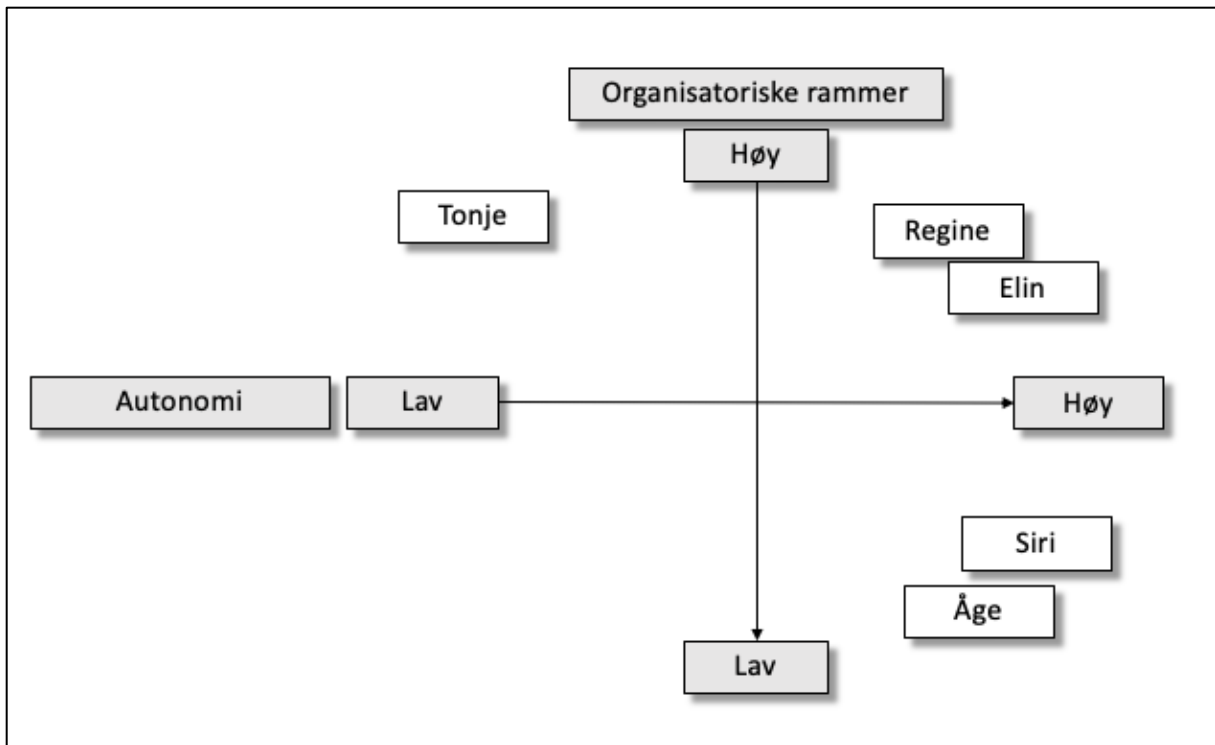 Organisatoriske rammer
Høy
Tonje
Regine
Elin
Autonomi
Lav
Høy
Siri
Åge
Lav